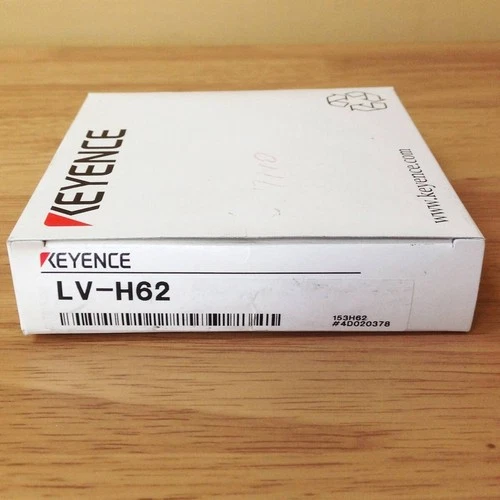 KEYENCE
www.keyence.com
KEYENCE
LV-H62
153H62
#4D020378